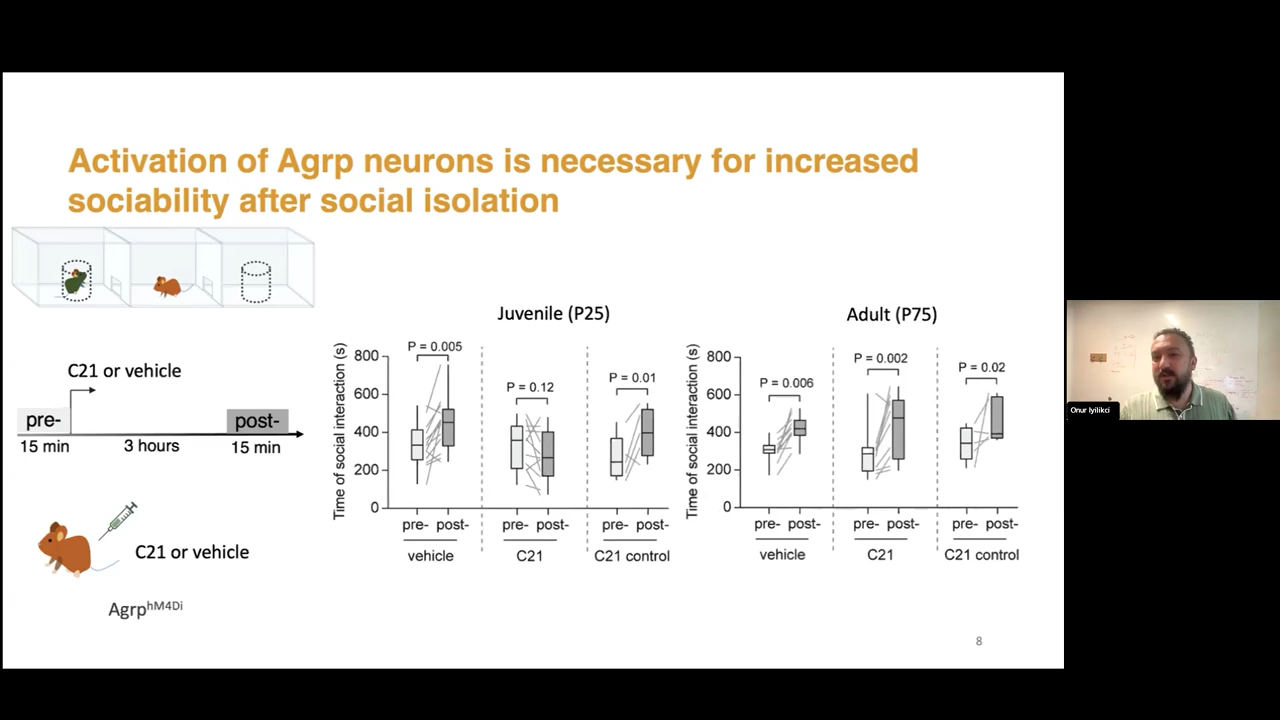 Activation of Agrp neurons is necessary for increased
sociability after social isolation
C21 or vehicle
pre-
post-
15 min
3 hours
15 min
C21 or vehicle
Agrp^hM4Di
Juvenile (P25)
Time of social interaction (s)
800
600
400
200
0
P = 0.005
P = 0.12
P = 0.01
pre- post-
pre- post-
pre- post-
vehicle
C21
C21 control
Adult (P75)
Time of social interaction (s)
800
600
400
200
0
P = 0.006
P = 0.002
P = 0.02
pre- post-
pre- post-
pre- post-
vehicle
C21
C21 control
8
Onur Iyilikci